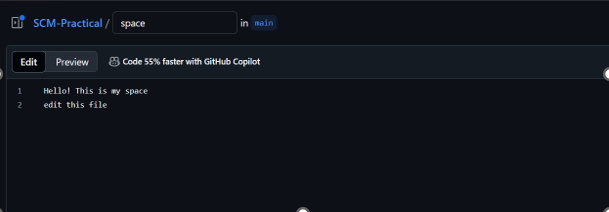 SCM-Practical / space in main
Edit Preview Code 55% faster with GitHub Copilot
1 Hello! This is my space
2 edit this file